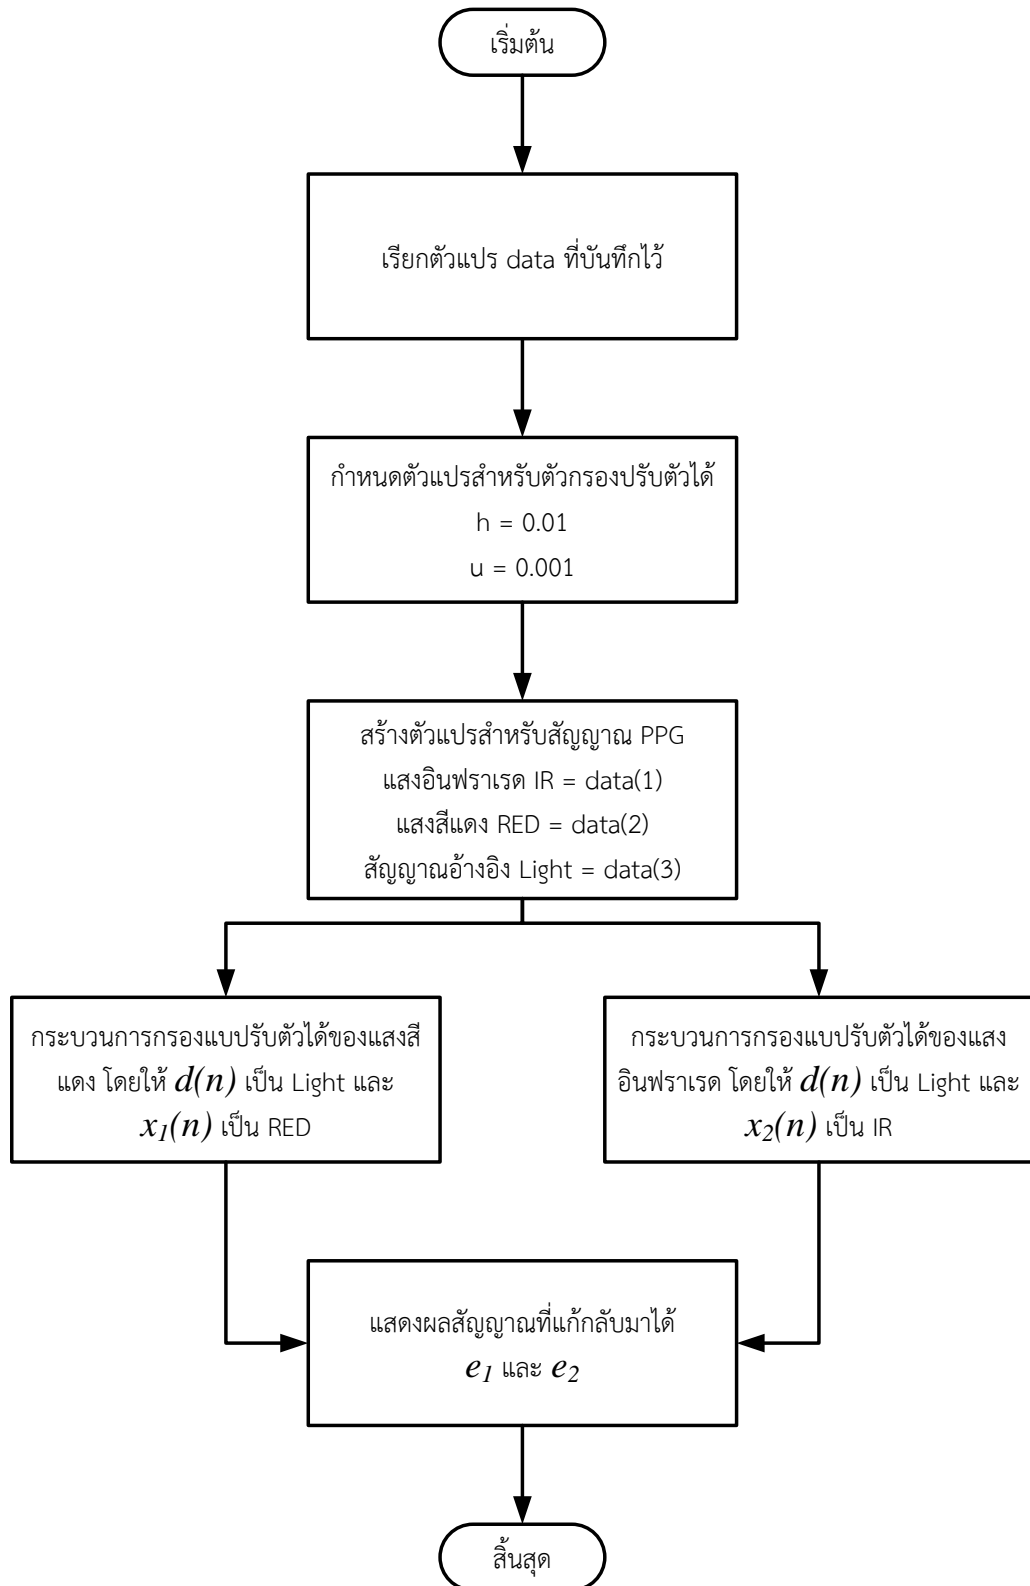 เริ่มต้น
เรียกตัวแปร data ที่บันทึกไว้
กำหนดตัวแปรสำหรับตัวกรองปรับตัวได้
h = 0.01
u = 0.001
สร้างตัวแปรสำหรับสัญญาณ PPG
แสงอินฟราเรด IR = data(1)
แสงสีแดง RED = data(2)
สัญญาณอ้างอิง Light = data(3)
กระบวนการกรองแบปรับตัวได้ของแสงสี
แดง โดยให้ d(n) เป็น Light และ
x₁(n) เป็น RED
กระบวนการกรองแบปรับตัวได้ของแสง
อินฟราเรด โดยให้ d(n) เป็น Light และ
x₂(n) เป็น IR
แสดงผลสัญญาณที่แก้กลับมาได้
e₁ และ e₂
สิ้นสุด